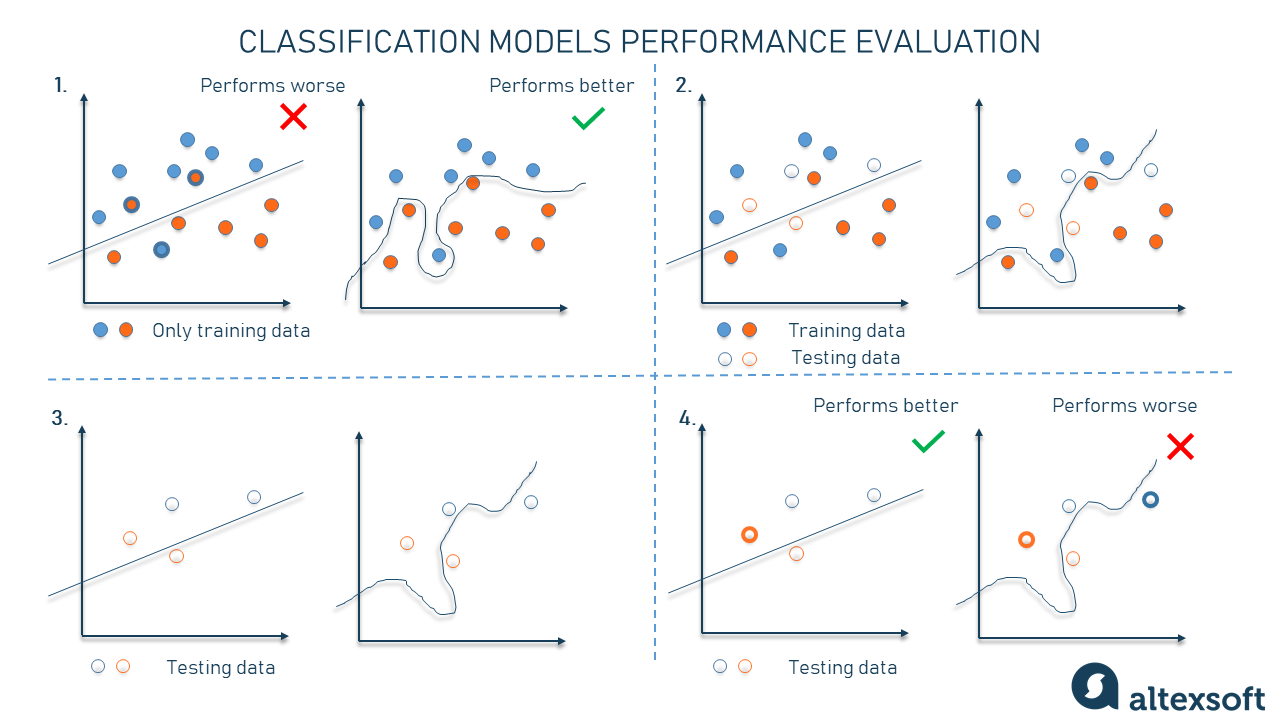 CLASSIFICATION MODELS PERFORMANCE EVALUATION
1.
Performs worse
Performs better
Only training data
2.
Training data
Testing data
3.
Testing data
4.
Performs better
Performs worse
Testing data
altexsoft